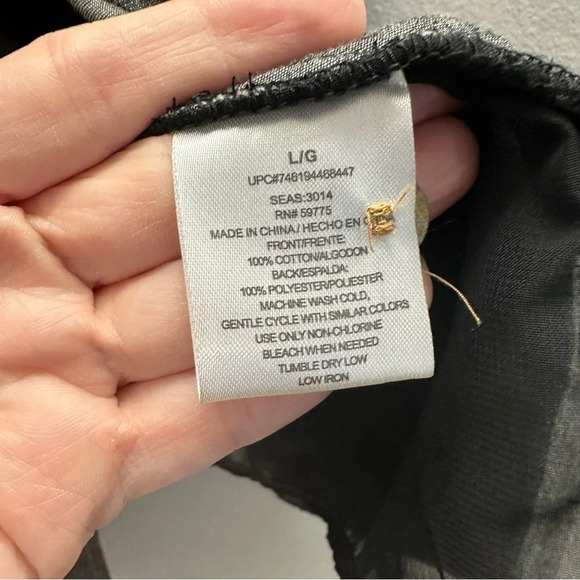 L/G
UPC#746194468447
SEAS:3014
RN# 59775
MADE IN CHINA / HECHO EN
FRONT/FRENTE:
100% COTTON/ALGODON
BACK/ESPALDA:
100% POLYESTER/POLIESTER
MACHINE WASH COLD,
GENTLE CYCLE WITH SIMILAR COLORS
USE ONLY NON-CHLORINE
BLEACH WHEN NEEDED
TUMBLE DRY LOW
LOW IRON